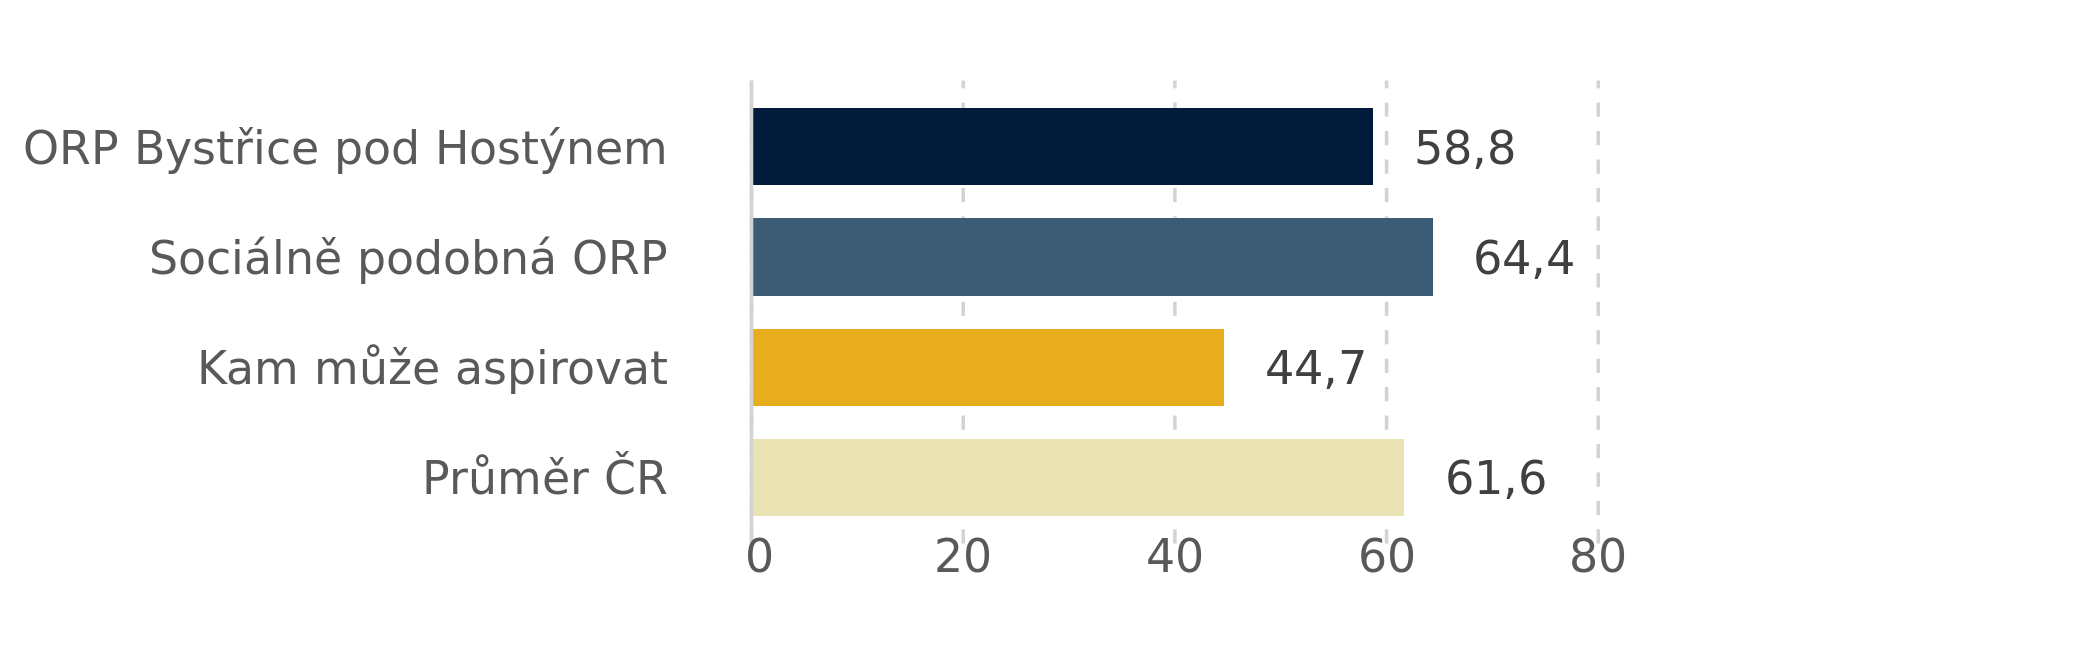 ORP Bystřice pod Hostýnem 58,8
Sociálně podobná ORP 64,4
Kam může aspirovat 44,7
Průměr ČR 61,6
0 20 40 60 80